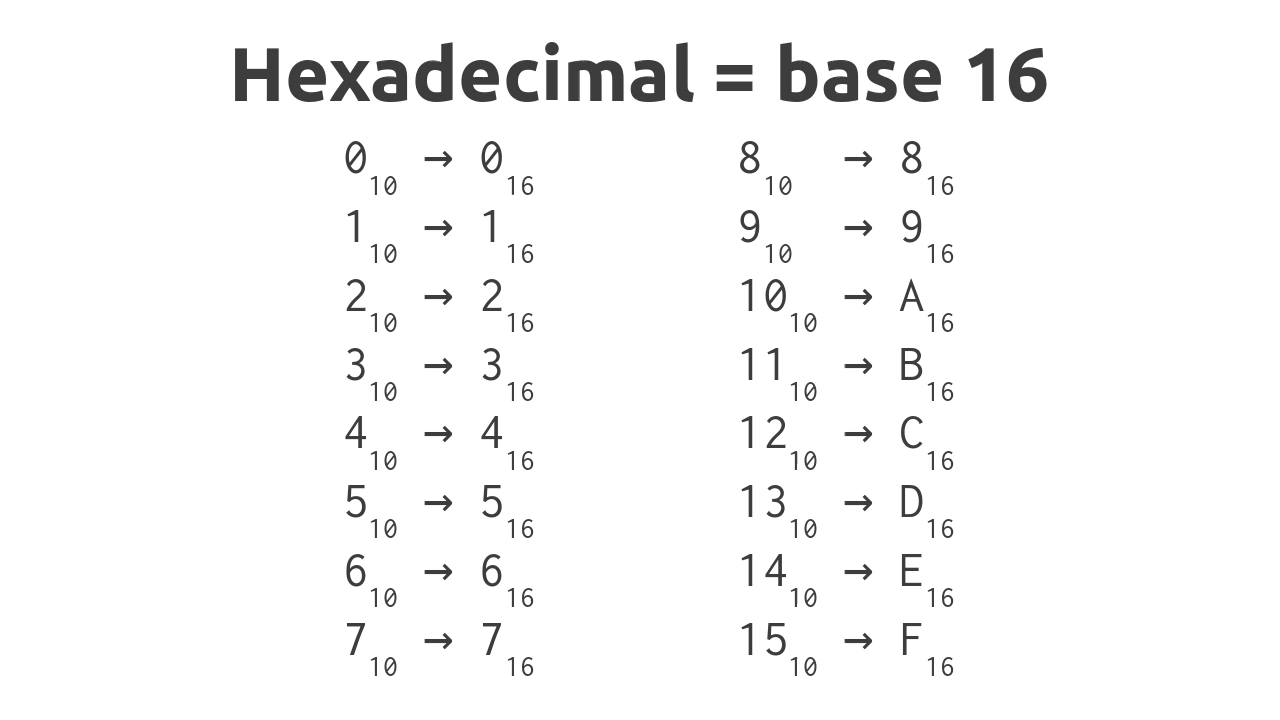 Hexadecimal = base 16
0₁₀ → 0₁₆
1₁₀ → 1₁₆
2₁₀ → 2₁₆
3₁₀ → 3₁₆
4₁₀ → 4₁₆
5₁₀ → 5₁₆
6₁₀ → 6₁₆
7₁₀ → 7₁₆
8₁₀ → 8₁₆
9₁₀ → 9₁₆
10₁₀ → A₁₆
11₁₀ → B₁₆
12₁₀ → C₁₆
13₁₀ → D₁₆
14₁₀ → E₁₆
15₁₀ → F₁₆